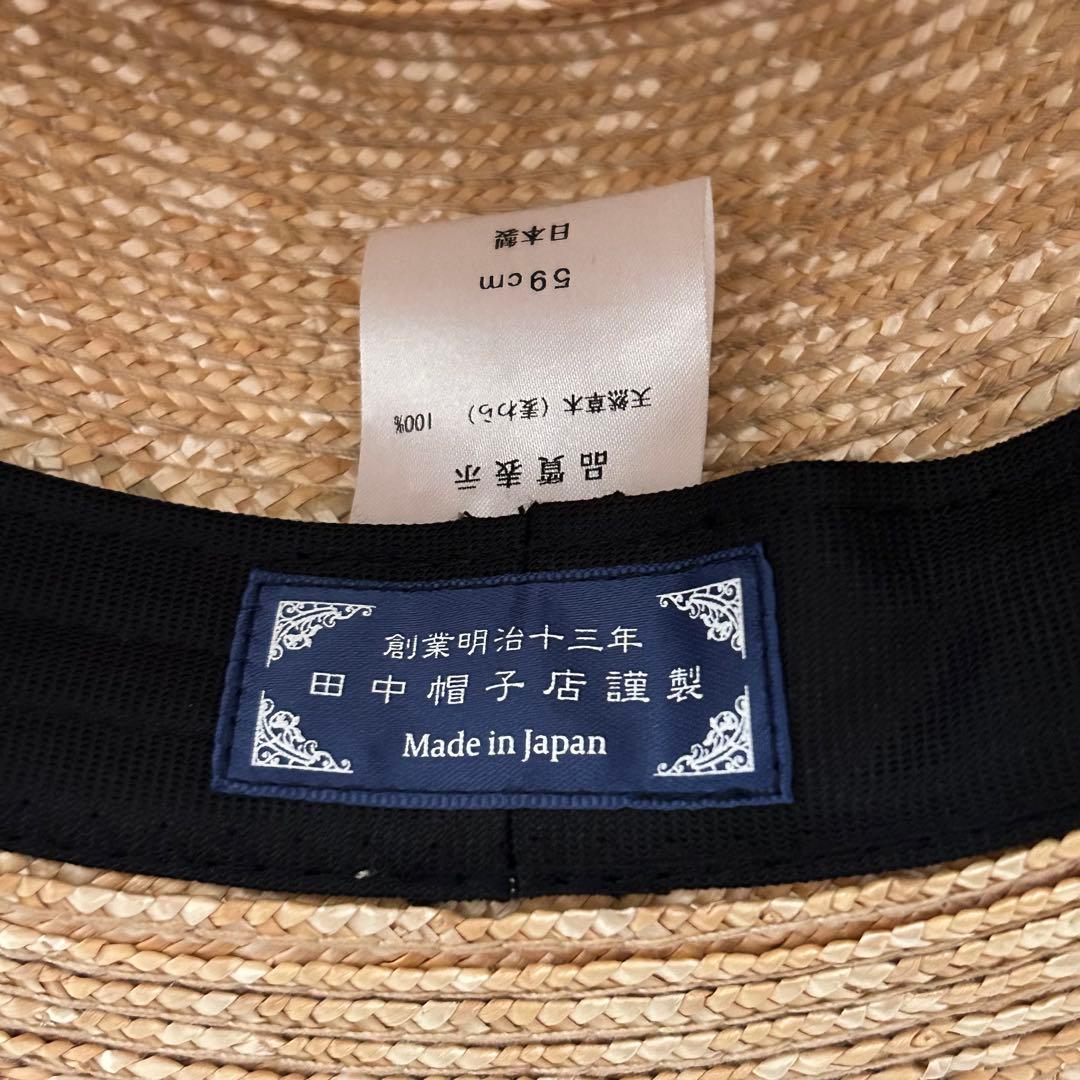 品質表示
天然草木(麦わら) 100%
59cm
日本製
創業明治十三年
田中帽子店謹製
Made in Japan